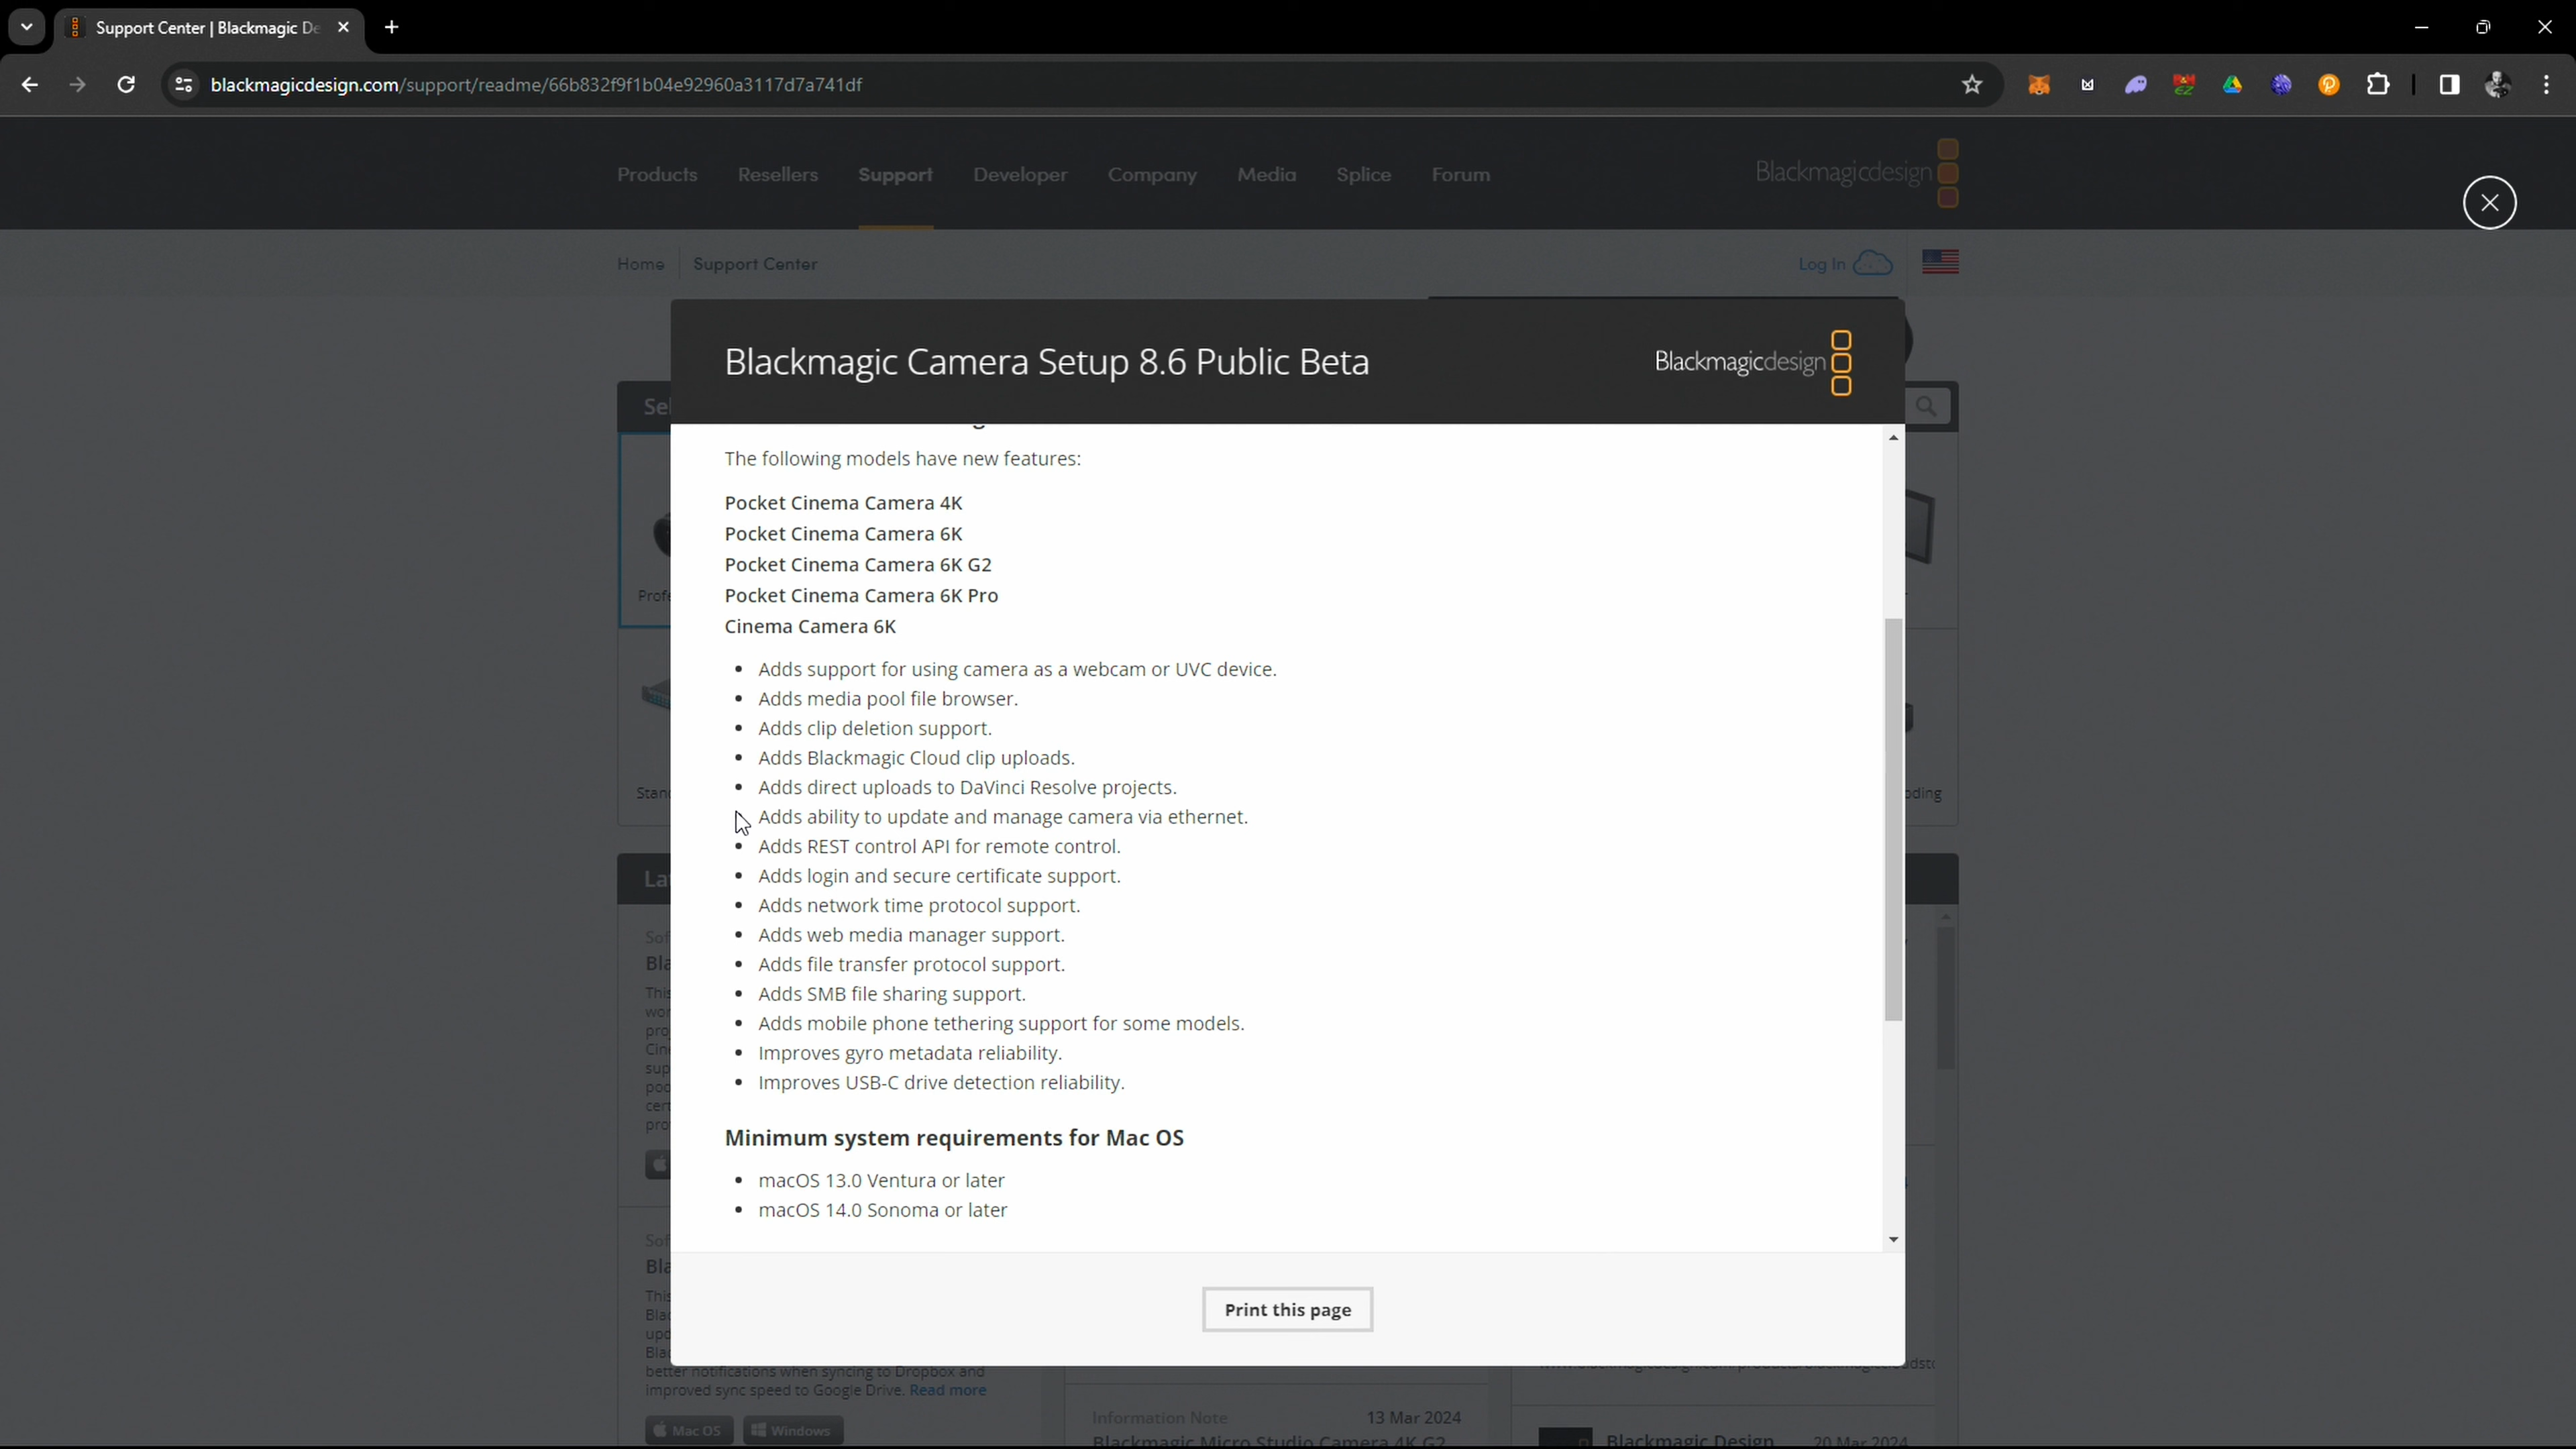 Support Center | Blackmagic De
blackmagicdesign.com/support/readme/66b832f9f1b04e92960a3117d7a741df
Products Resellers Support Developer Company Media Splice Forum
Blackmagicdesign
Home Support Center
Log In
Blackmagic Camera Setup 8.6 Public Beta
Blackmagicdesign
The following models have new features:
Pocket Cinema Camera 4K
Pocket Cinema Camera 6K
Pocket Cinema Camera 6K G2
Pocket Cinema Camera 6K Pro
Cinema Camera 6K
• Adds support for using camera as a webcam or UVC device.
• Adds media pool file browser.
• Adds clip deletion support.
• Adds Blackmagic Cloud clip uploads.
• Adds direct uploads to DaVinci Resolve projects.
Adds ability to update and manage camera via ethernet.
• Adds REST control API for remote control.
• Adds login and secure certificate support.
• Adds network time protocol support.
• Adds web media manager support.
• Adds file transfer protocol support.
• Adds SMB file sharing support.
• Adds mobile phone tethering support for some models.
• Improves gyro metadata reliability.
• Improves USB-C drive detection reliability.
Minimum system requirements for Mac OS
• macOS 13.0 Ventura or later
• macOS 14.0 Sonoma or later
Print this page
better notifications when syncing to Dropbox and
improved sync speed to Google Drive. Read more
Mac OS Windows
Information Note 13 Mar 2024
Blackmagic Micro Studio Camera 4K G2
Blackmagic Design 20 Mar 2024